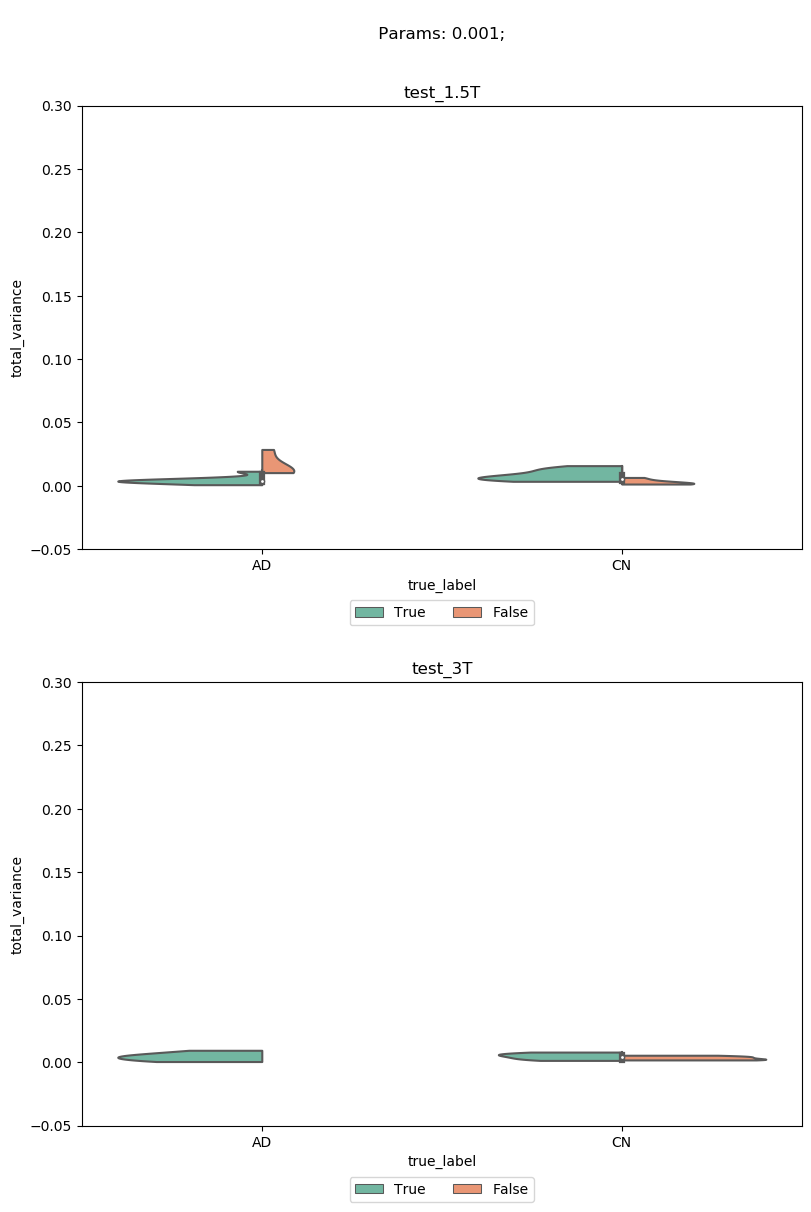 Params: 0.001;
test_1.5T
0.30
0.25
0.20
0.15
0.10
0.05
0.00
−0.05
total_variance
AD CN
true_label
True False
test_3T
0.30
0.25
0.20
0.15
0.10
0.05
0.00
−0.05
total_variance
AD CN
true_label
True False